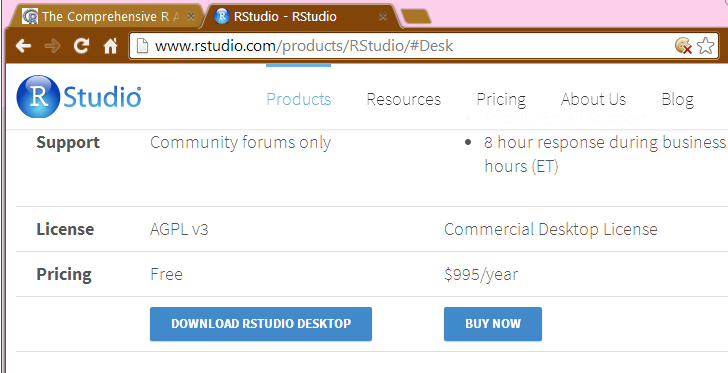 The Comprehensive R A
RStudio - RStudio
www.rstudio.com/products/RStudio/#Desk
R Studio
Products
Resources
Pricing
About Us
Blog
Support
Community forums only
8 hour response during business
hours (ET)
License
AGPL v3
Commercial Desktop License
Pricing
Free
$995/year
DOWNLOAD RSTUDIO DESKTOP
BUY NOW